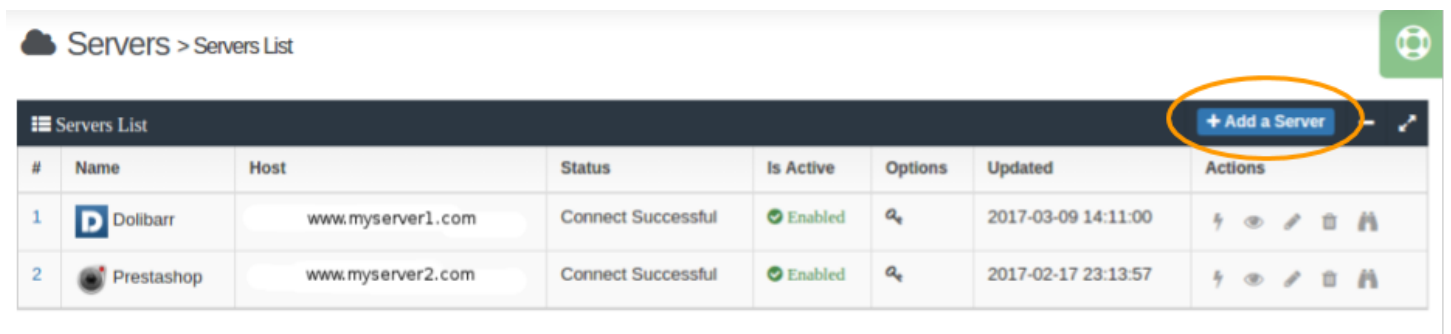 Servers > Servers List
Servers List + Add a Server
# Name Host Status Is Active Options Updated Actions
1 Dolibarr www.myserver1.com Connect Successful Enabled 2017-03-09 14:11:00
2 Prestashop www.myserver2.com Connect Successful Enabled 2017-02-17 23:13:57